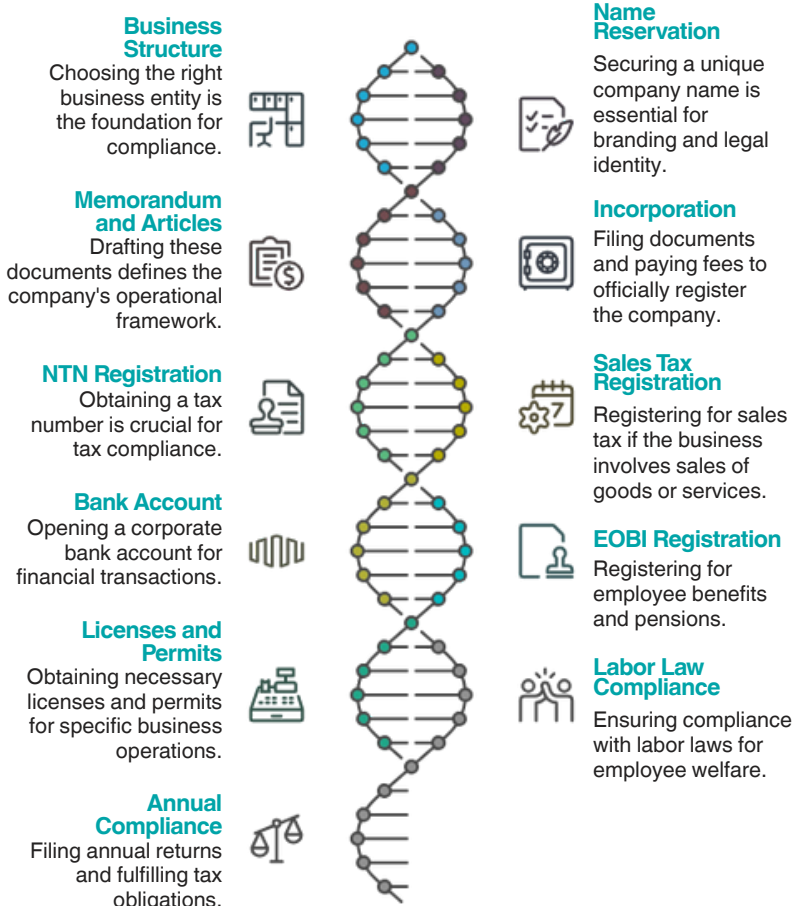 Business
Structure
Choosing the right
business entity is
the foundation for
compliance.
Name
Reservation
Securing a unique
company name is
essential for
branding and legal
identity.
Memorandum
and Articles
Drafting these
documents defines the
company's operational
framework.
Incorporation
Filing documents
and paying fees to
officially register
the company.
NTN Registration
Obtaining a tax
number is crucial for
tax compliance.
Sales Tax
Registration
Registering for sales
tax if the business
involves sales of
goods or services.
7
Bank Account
Opening a corporate
bank account for
financial transactions.
EOBI Registration
Registering for
employee benefits
and pensions.
Licenses and
Permits
Obtaining necessary
licenses and permits
for specific business
operations.
Labor Law
Compliance
Ensuring compliance
with labor laws for
employee welfare.
Annual
Compliance
Filing annual returns
and fulfilling tax
obligations.